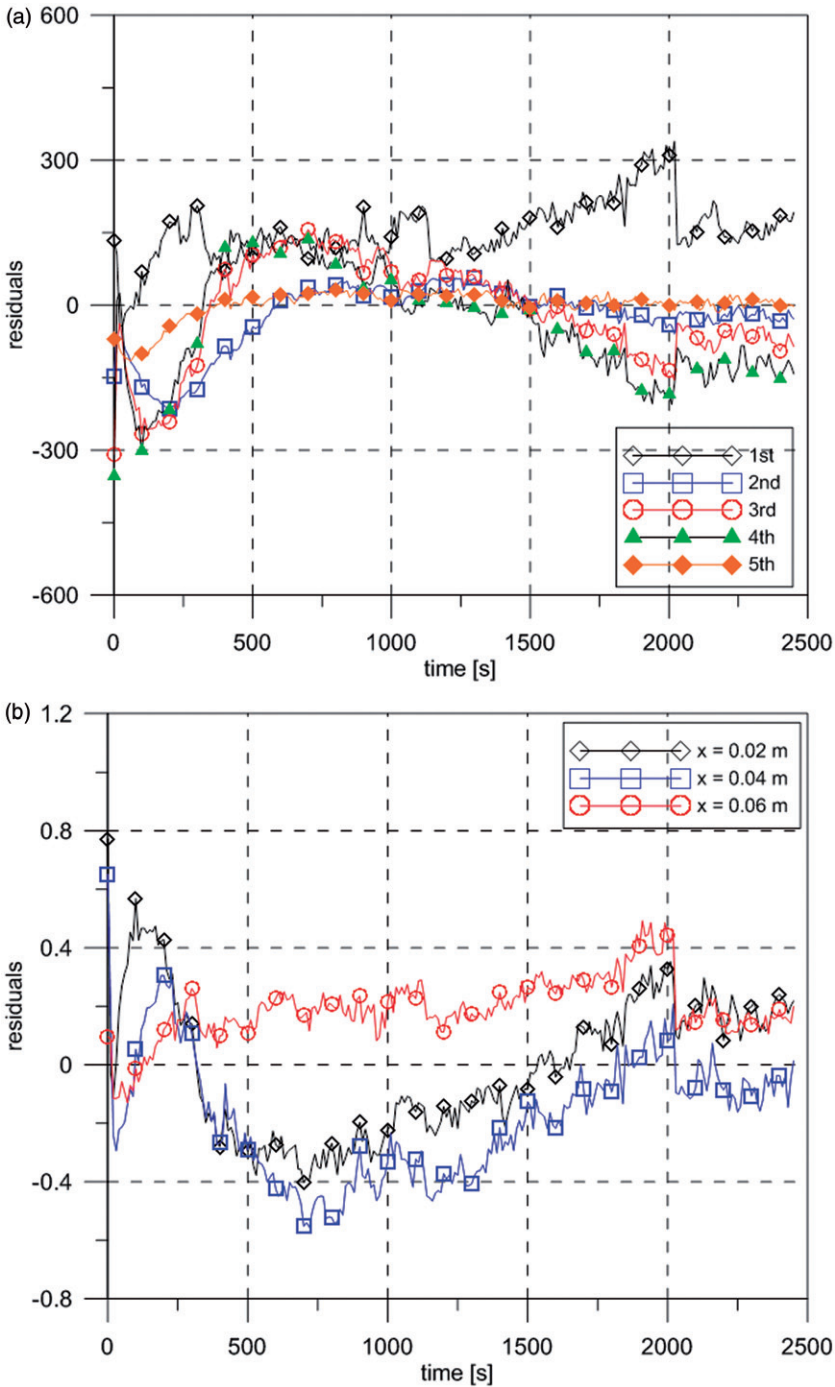 (a)
600
300
0
-300
-600
residuals
1st
2nd
3rd
4th
5th
0 500 1000 1500 2000 2500
time [s]
(b)
1.2
0.8
0.4
0
-0.4
-0.8
residuals
x = 0.02 m
x = 0.04 m
x = 0.06 m
0 500 1000 1500 2000 2500
time [s]